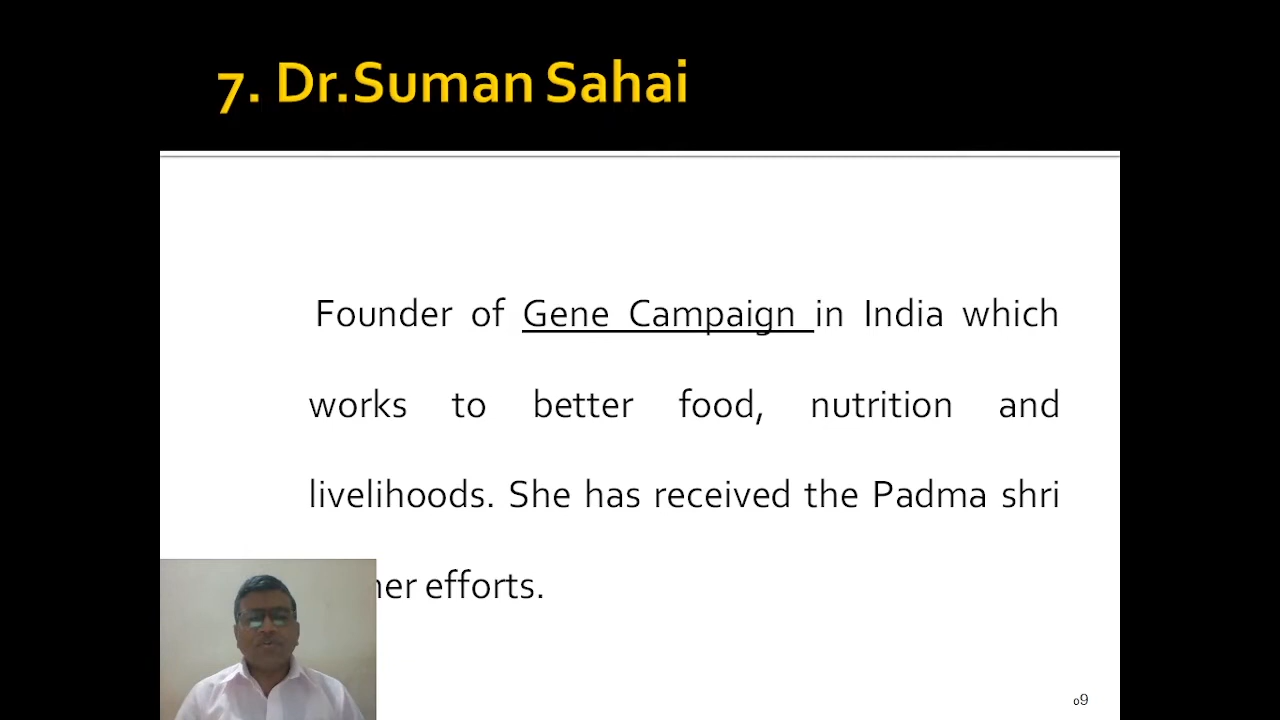 7. Dr.Suman Sahai
Founder of Gene Campaign in India which
works to better food, nutrition and
livelihoods. She has received the Padma shri
her efforts.
09